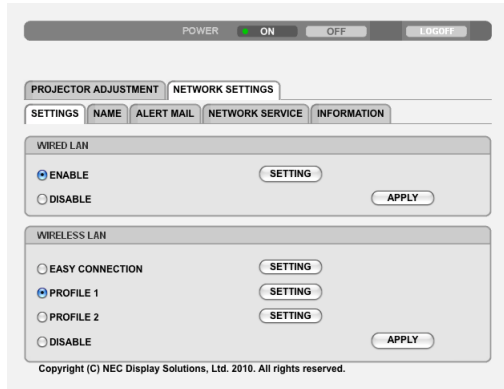 POWER ON OFF LOGOFF
PROJECTOR ADJUSTMENT NETWORK SETTINGS
SETTINGS NAME ALERT MAIL NETWORK SERVICE INFORMATION
WIRED LAN
ENABLE SETTING
DISABLE APPLY
WIRELESS LAN
EASY CONNECTION SETTING
PROFILE 1 SETTING
PROFILE 2 SETTING
DISABLE APPLY
Copyright (C) NEC Display Solutions, Ltd. 2010. All rights reserved.